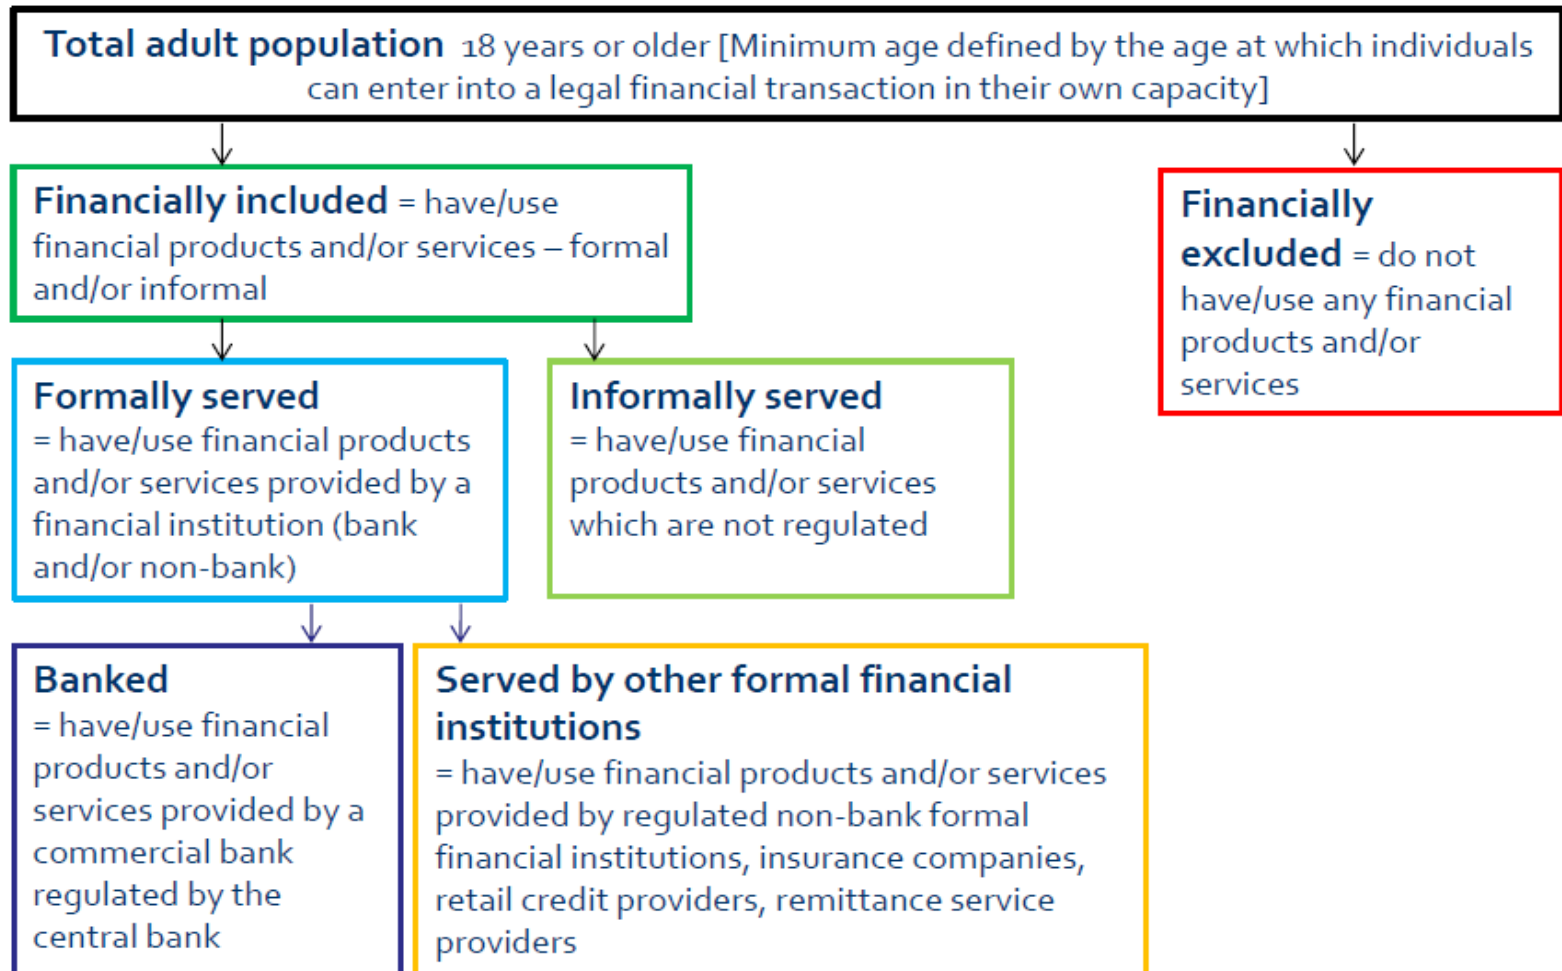 Total adult population 18 years or older [Minimum age defined by the age at which individuals
can enter into a legal financial transaction in their own capacity]
Financially included = have/use
financial products and/or services – formal
and/or informal
Financially
excluded = do not
have/use any financial
products and/or
services
Formally served
= have/use financial products
and/or services provided by a
financial institution (bank
and/or non-bank)
Informally served
= have/use financial
products and/or services
which are not regulated
Banked
= have/use financial
products and/or
services provided by a
commercial bank
regulated by the
central bank
Served by other formal financial
institutions
= have/use financial products and/or services
provided by regulated non-bank formal
financial institutions, insurance companies,
retail credit providers, remittance service
providers